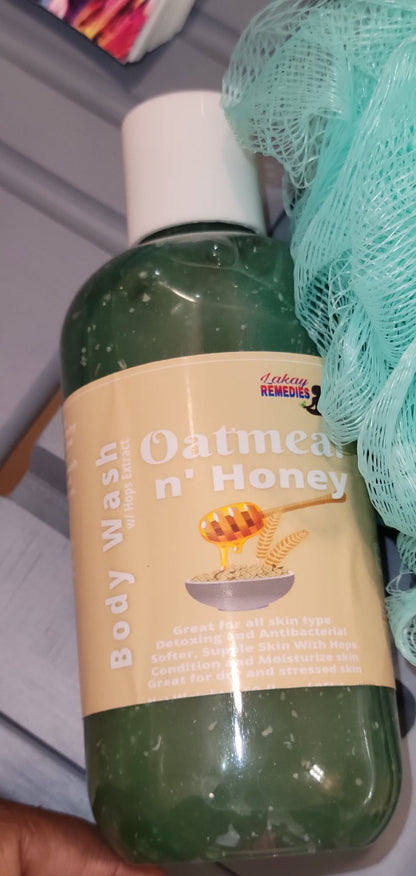 Lakay
REMEDIES
Oatmeal
n' Honey
Body Wash
w/ Hops Extract
Great for all skin type
Detoxing and Antibacterial
Softer, Supple Skin With Hops
Condition and Moisturize skin
Great for dry and stressed skin